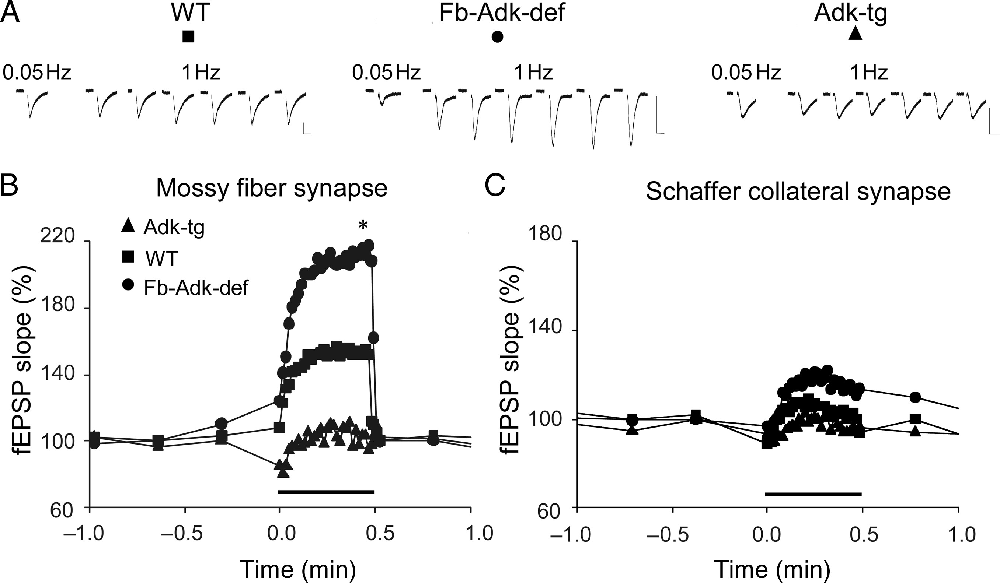 A
WT
Fb-Adk-def
Adk-tg
0.05 Hz
1 Hz
0.05 Hz
1 Hz
0.05 Hz
1 Hz
B
Mossy fiber synapse
Adk-tg
WT
Fb-Adk-def
*
fEPSP slope (%)
220
180
140
100
60
–1.0
–0.5
0.0
0.5
1.0
Time (min)
C
Schaffer collateral synapse
fEPSP slope (%)
180
140
100
60
–1.0
–0.5
0.0
0.5
1.0
Time (min)